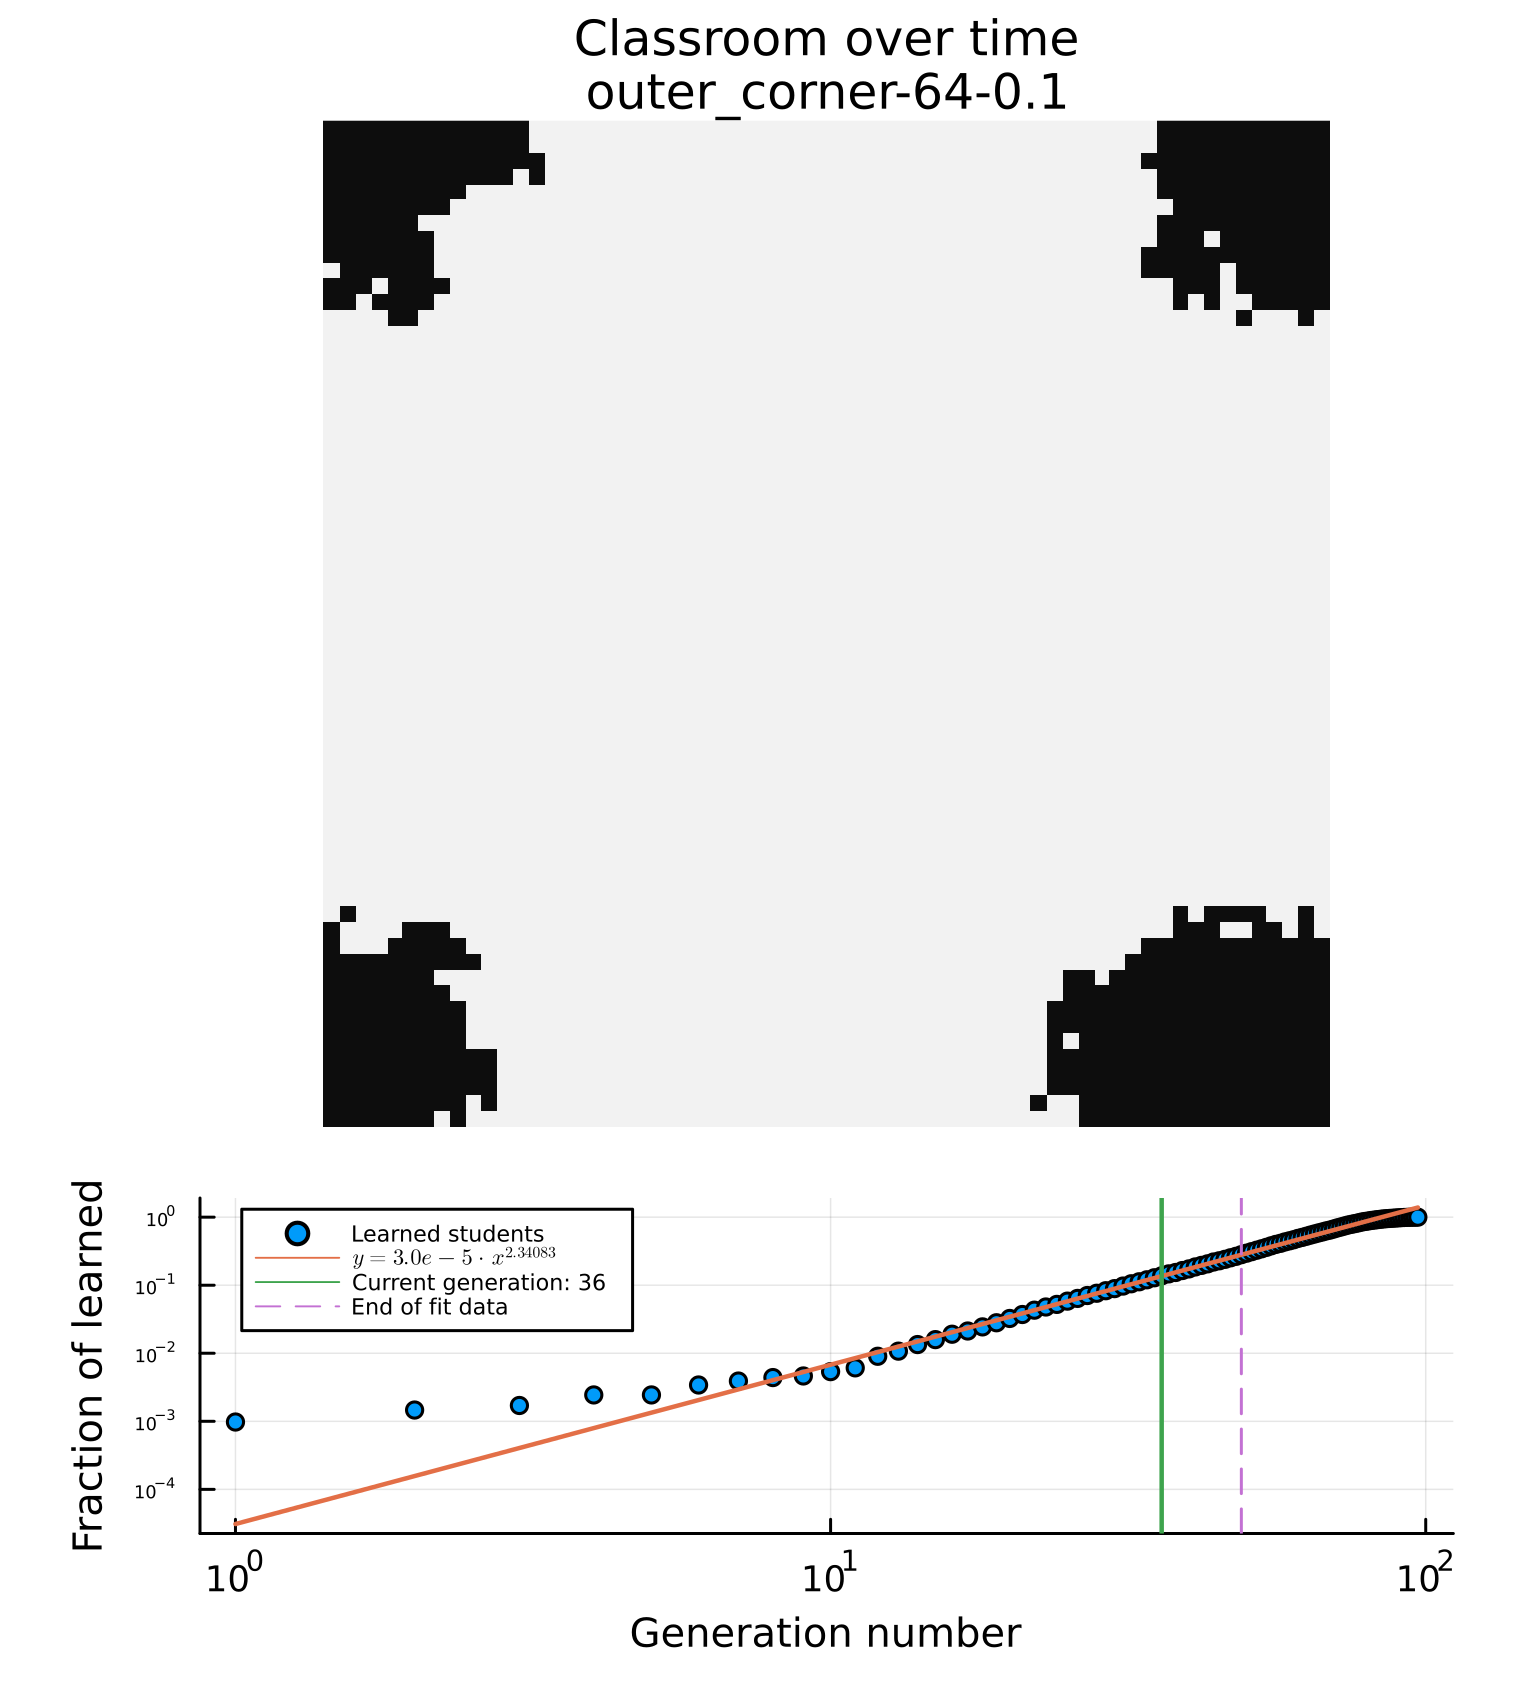 Classroom over time
outer_corner-64-0.1
Fraction of learned
10^0
10^-1
10^-2
10^-3
10^-4
Learned students
y = 3.0e − 5 · x^2.34083
Current generation: 36
End of fit data
10^0 10^1 10^2
Generation number